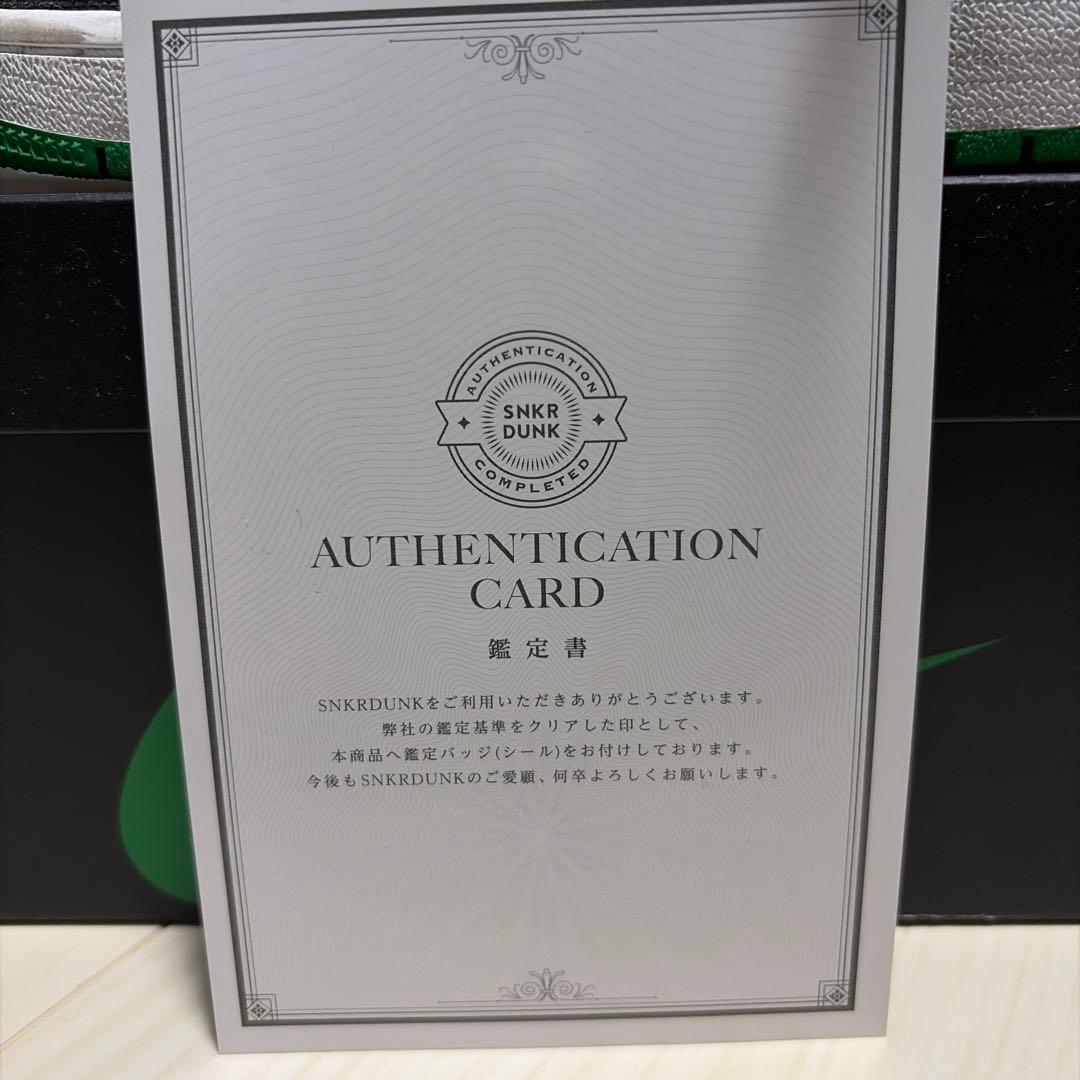 AUTHENTICATION
SNKR
DUNK
COMPLETED
AUTHENTICATION
CARD
鑑定書
SNKRDUNKをご利用いただきありがとうございます。
弊社の鑑定基準をクリアした印として、
本商品へ鑑定バッジ(シール)をお付けしております。
今後もSNKRDUNKのご愛顧、何卒よろしくお願いします。